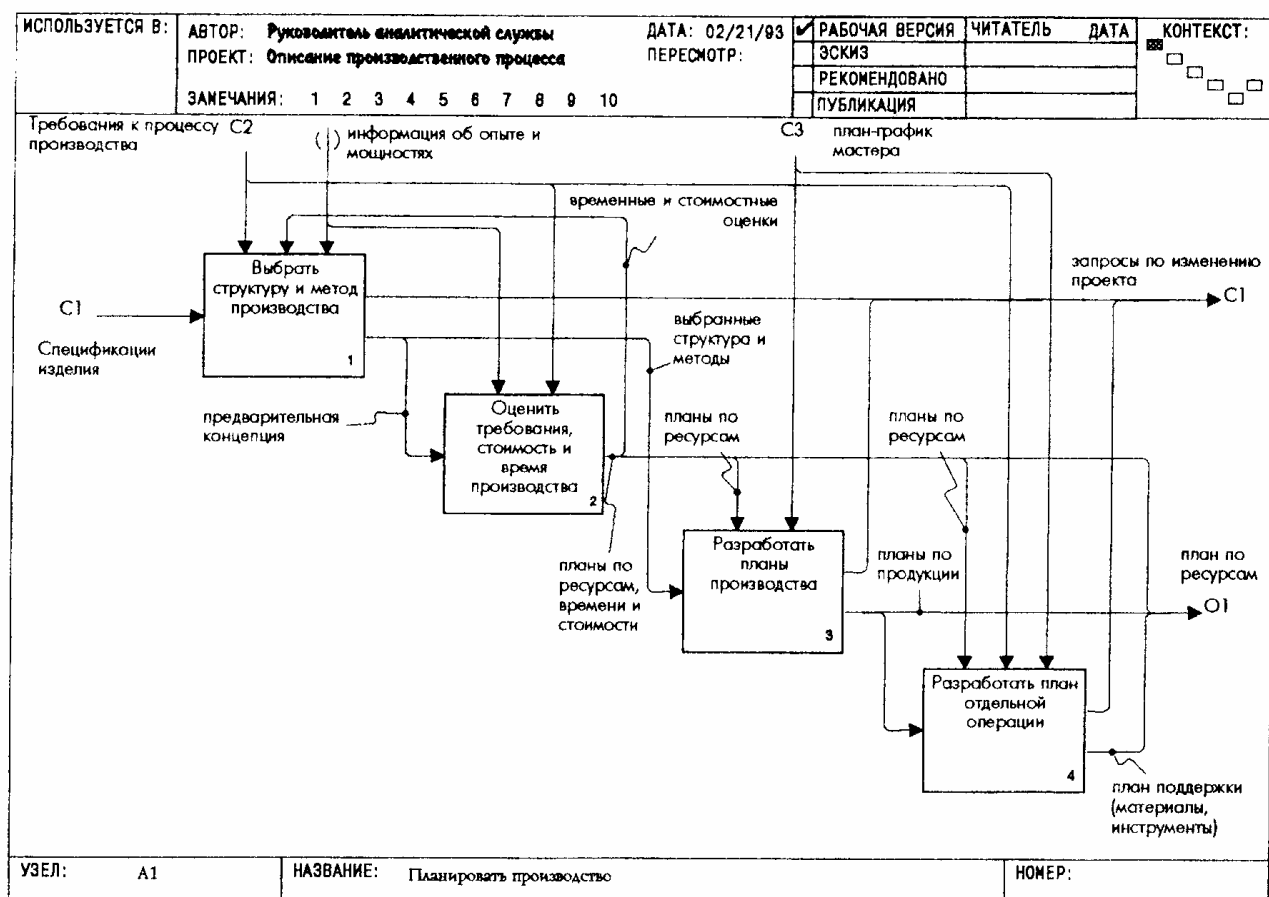 ИСПОЛЬЗУЕТСЯ В:
АВТОР: Руководитель аналитической службы
ДАТА: 02/21/93
ПРОЕКТ: Описание производственного процесса
ПЕРЕСМОТР:
ЗАМЕЧАНИЯ: 1 2 3 4 5 6 7 8 9 10
РАБОЧАЯ ВЕРСИЯ
ЭСКИЗ
РЕКОМЕНДОВАНО
ПУБЛИКАЦИЯ
ЧИТАТЕЛЬ ДАТА
КОНТЕКСТ:
Требования к процессу
производства
C2
информация об опыте и
мощностях
C3
план-график
мастера
временные и стоимостные
оценки
Выбрать
структуру и метод
производства
1
запросы по изменению
проекта
C1
C1
Спецификации
изделия
выбранные
структура и
методы
предварительная
концепция
Оценить
требования,
стоимость и
время
производства
2
планы по
ресурсам
планы по
ресурсам
планы по
ресурсам,
времени и
стоимости
Разработать
планы
производства
3
планы по
продукции
план по
ресурсам
O1
Разработать план
отдельной
операции
4
план поддержки
(материалы,
инструменты)
УЗЕЛ: A1
НАЗВАНИЕ: Планировать производство
НОМЕР: